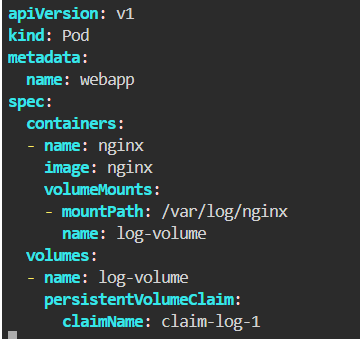 apiVersion: v1
kind: Pod
metadata:
  name: webapp
spec:
  containers:
  - name: nginx
    image: nginx
    volumeMounts:
    - mountPath: /var/log/nginx
      name: log-volume
  volumes:
  - name: log-volume
    persistentVolumeClaim:
      claimName: claim-log-1